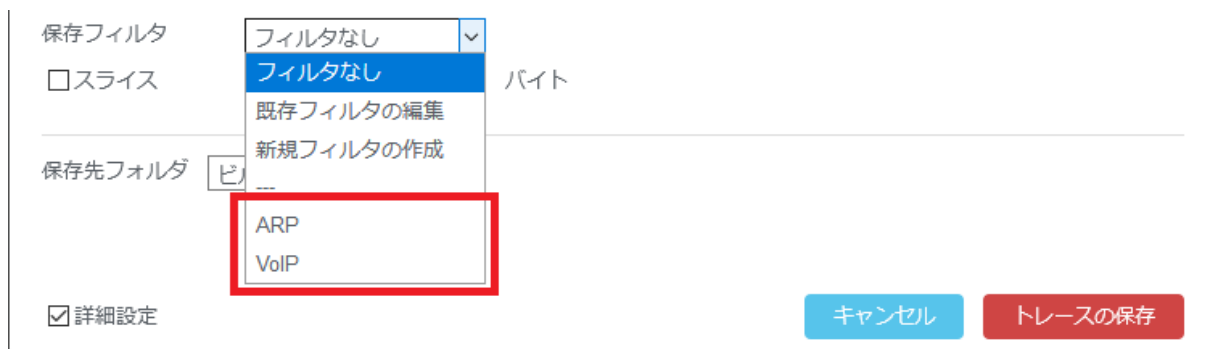 保存フィルタ フィルタなし
フィルタなし
スライス バイト
既存フィルタの編集
新規フィルタの作成
保存先フォルダ
---
ARP
VoIP
詳細設定 キャンセル トレースの保存